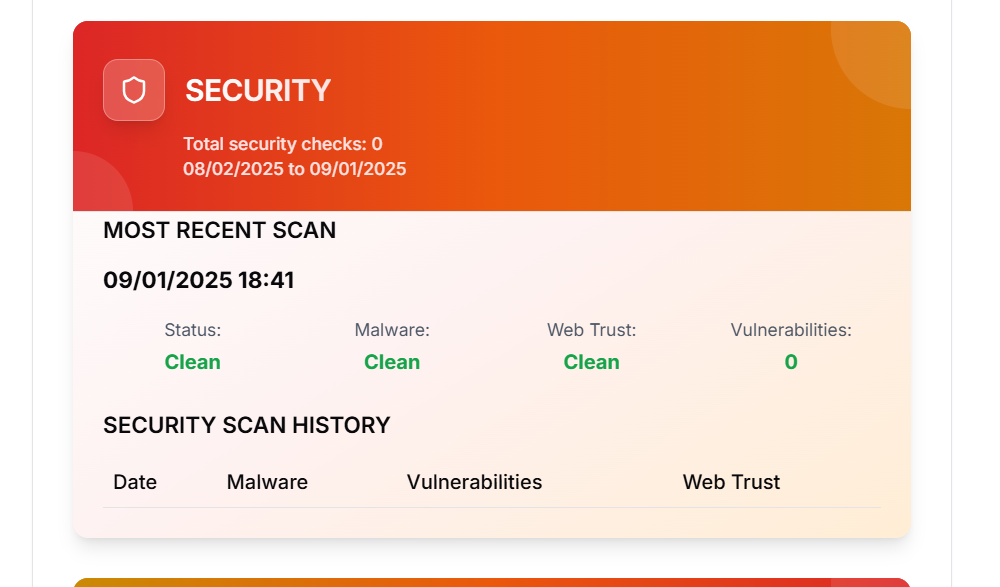 SECURITY
Total security checks: 0
08/02/2025 to 09/01/2025
MOST RECENT SCAN
09/01/2025 18:41
Status: Malware: Web Trust: Vulnerabilities:
Clean Clean Clean 0
SECURITY SCAN HISTORY
Date Malware Vulnerabilities Web Trust